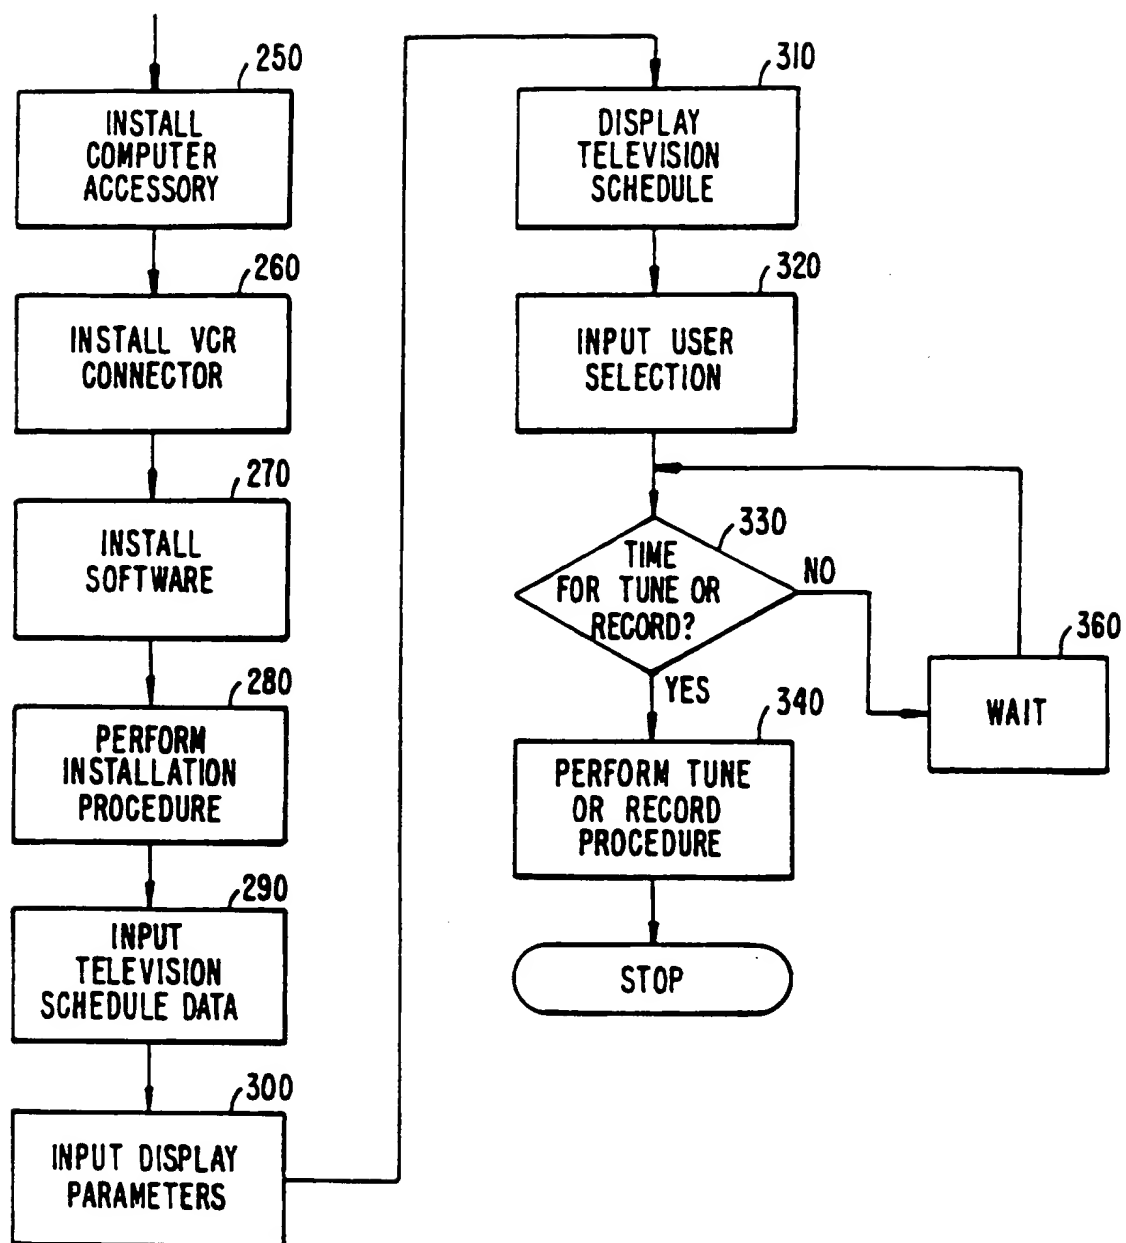 250
INSTALL
COMPUTER
ACCESSORY
260
INSTALL VCR
CONNECTOR
270
INSTALL
SOFTWARE
280
PERFORM
INSTALLATION
PROCEDURE
290
INPUT
TELEVISION
SCHEDULE DATA
300
INPUT DISPLAY
PARAMETERS
310
DISPLAY
TELEVISION
SCHEDULE
320
INPUT USER
SELECTION
330
TIME
FOR TUNE OR
RECORD?
NO
360
WAIT
YES
340
PERFORM TUNE
OR RECORD
PROCEDURE
STOP